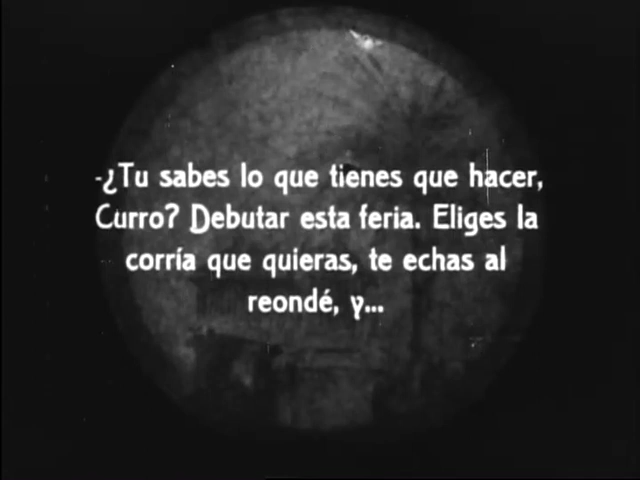 -¿Tu sabes lo que tienes que hacer,
Curro? Debutar esta feria. Eliges la
corría que quieras, te echas al
reondé, y...